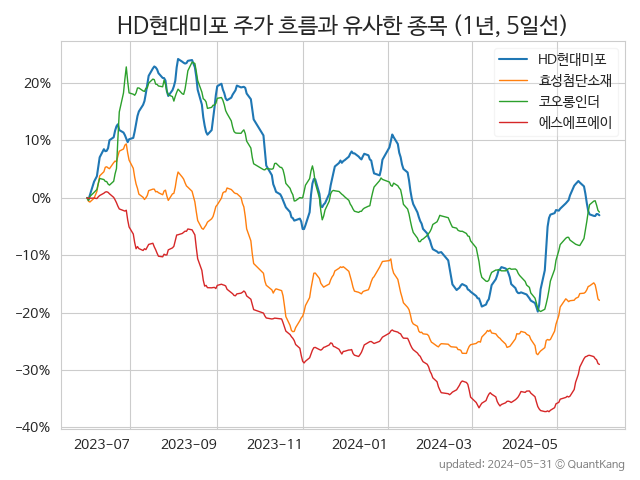 HD현대미포 주가 흐름과 유사한 종목 (1년, 5일선)
HD현대미포
효성첨단소재
코오롱인더
에스에프에이
20%
10%
0%
−10%
−20%
−30%
−40%
2023-07
2023-09
2023-11
2024-01
2024-03
2024-05
updated: 2024-05-31 © QuantKang